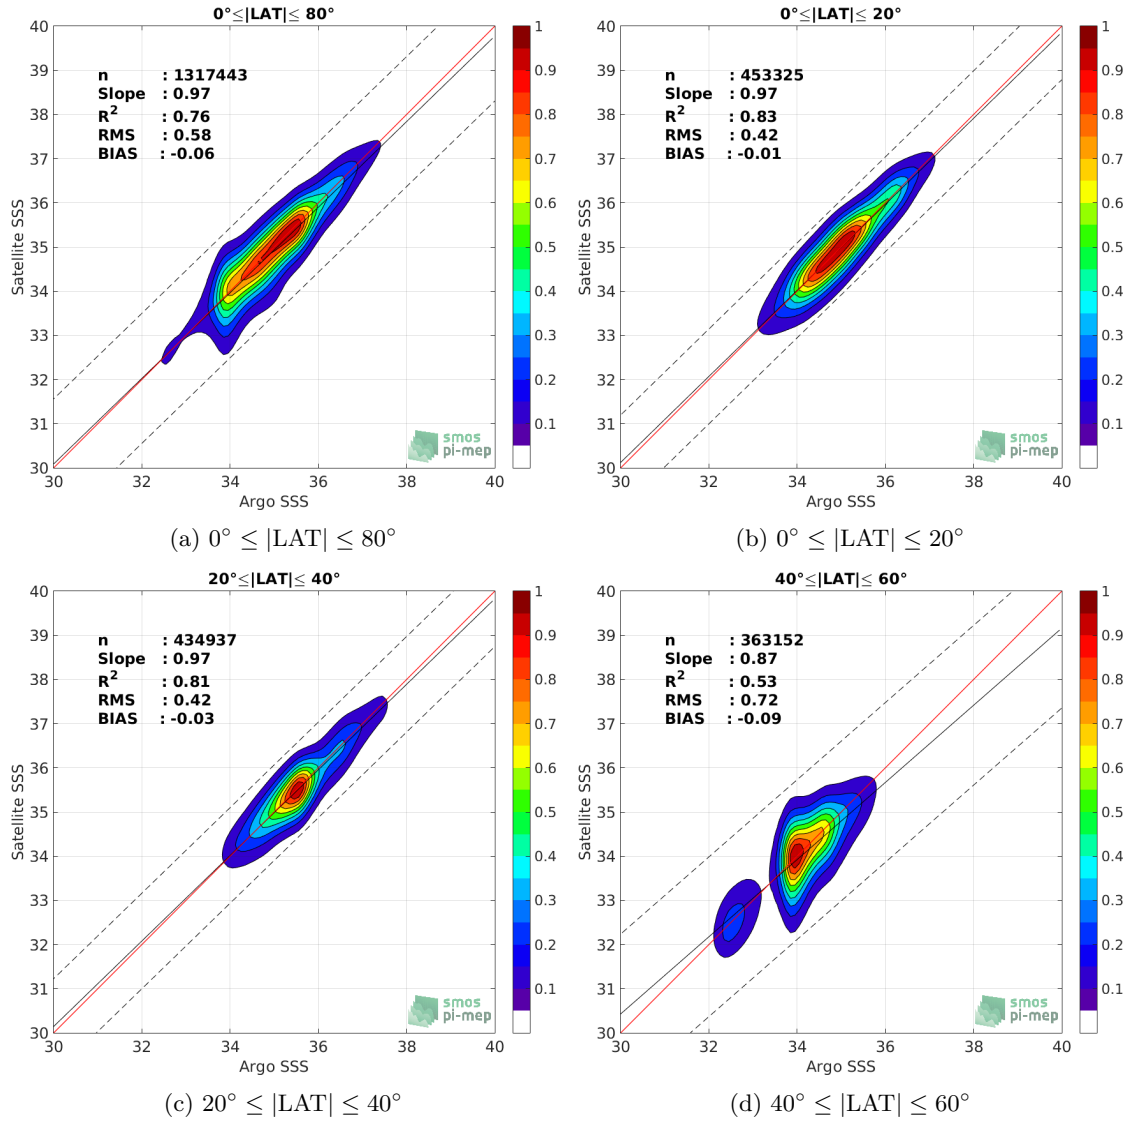 0°≤|LAT|≤ 80°
40
39
38
37
36
35
34
33
32
31
30
Satellite SSS
n : 1317443
Slope : 0.97
R2 : 0.76
RMS : 0.58
BIAS : -0.06
smos
pi-mep
30 32 34 36 38 40
Argo SSS
1
0.9
0.8
0.7
0.6
0.5
0.4
0.3
0.2
0.1
(a) 0° ≤ |LAT| ≤ 80°
0°≤|LAT|≤ 20°
40
39
38
37
36
35
34
33
32
31
30
Satellite SSS
n : 453325
Slope : 0.97
R2 : 0.83
RMS : 0.42
BIAS : -0.01
smos
pi-mep
30 32 34 36 38 40
Argo SSS
1
0.9
0.8
0.7
0.6
0.5
0.4
0.3
0.2
0.1
(b) 0° ≤ |LAT| ≤ 20°
20°≤|LAT|≤ 40°
40
39
38
37
36
35
34
33
32
31
30
Satellite SSS
n : 434937
Slope : 0.97
R2 : 0.81
RMS : 0.42
BIAS : -0.03
smos
pi-mep
30 32 34 36 38 40
Argo SSS
1
0.9
0.8
0.7
0.6
0.5
0.4
0.3
0.2
0.1
(c) 20° ≤ |LAT| ≤ 40°
40°≤|LAT|≤ 60°
40
39
38
37
36
35
34
33
32
31
30
Satellite SSS
n : 363152
Slope : 0.87
R2 : 0.53
RMS : 0.72
BIAS : -0.09
smos
pi-mep
30 32 34 36 38 40
Argo SSS
1
0.9
0.8
0.7
0.6
0.5
0.4
0.3
0.2
0.1
(d) 40° ≤ |LAT| ≤ 60°